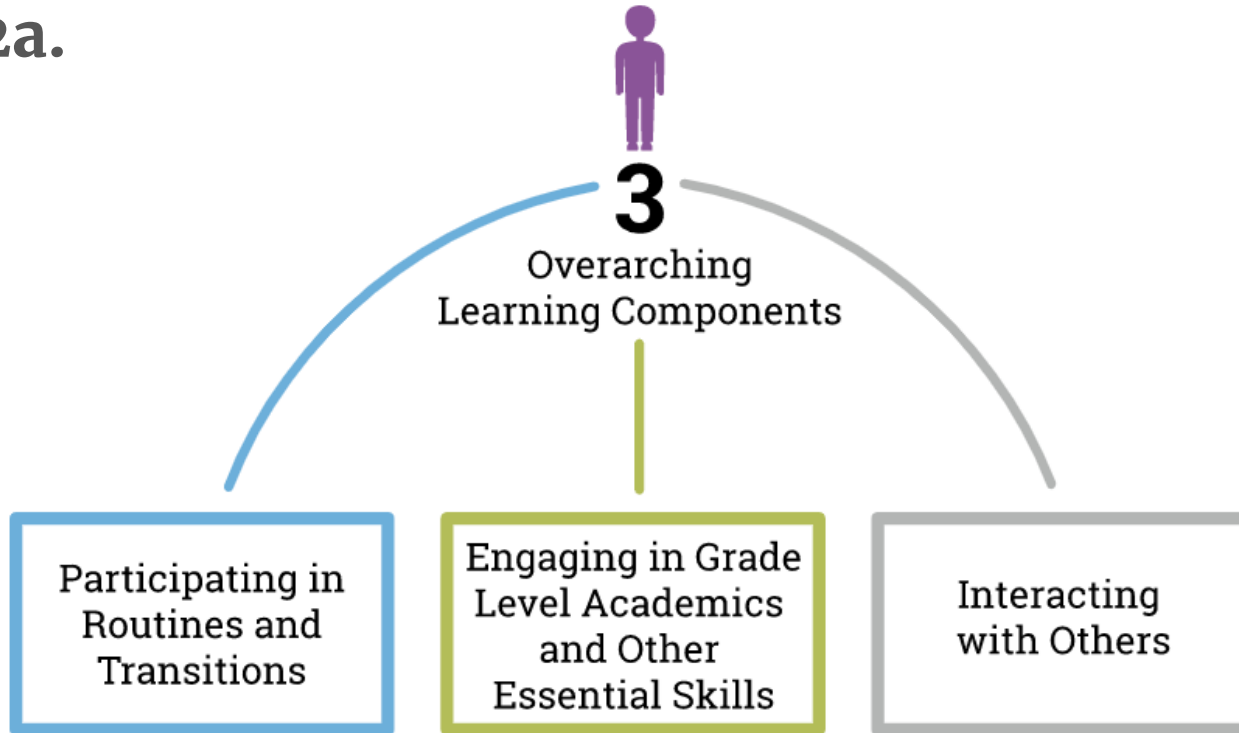 2a.
3
Overarching
Learning Components
Participating in
Routines and
Transitions
Engaging in Grade
Level Academics
and Other
Essential Skills
Interacting
with Others